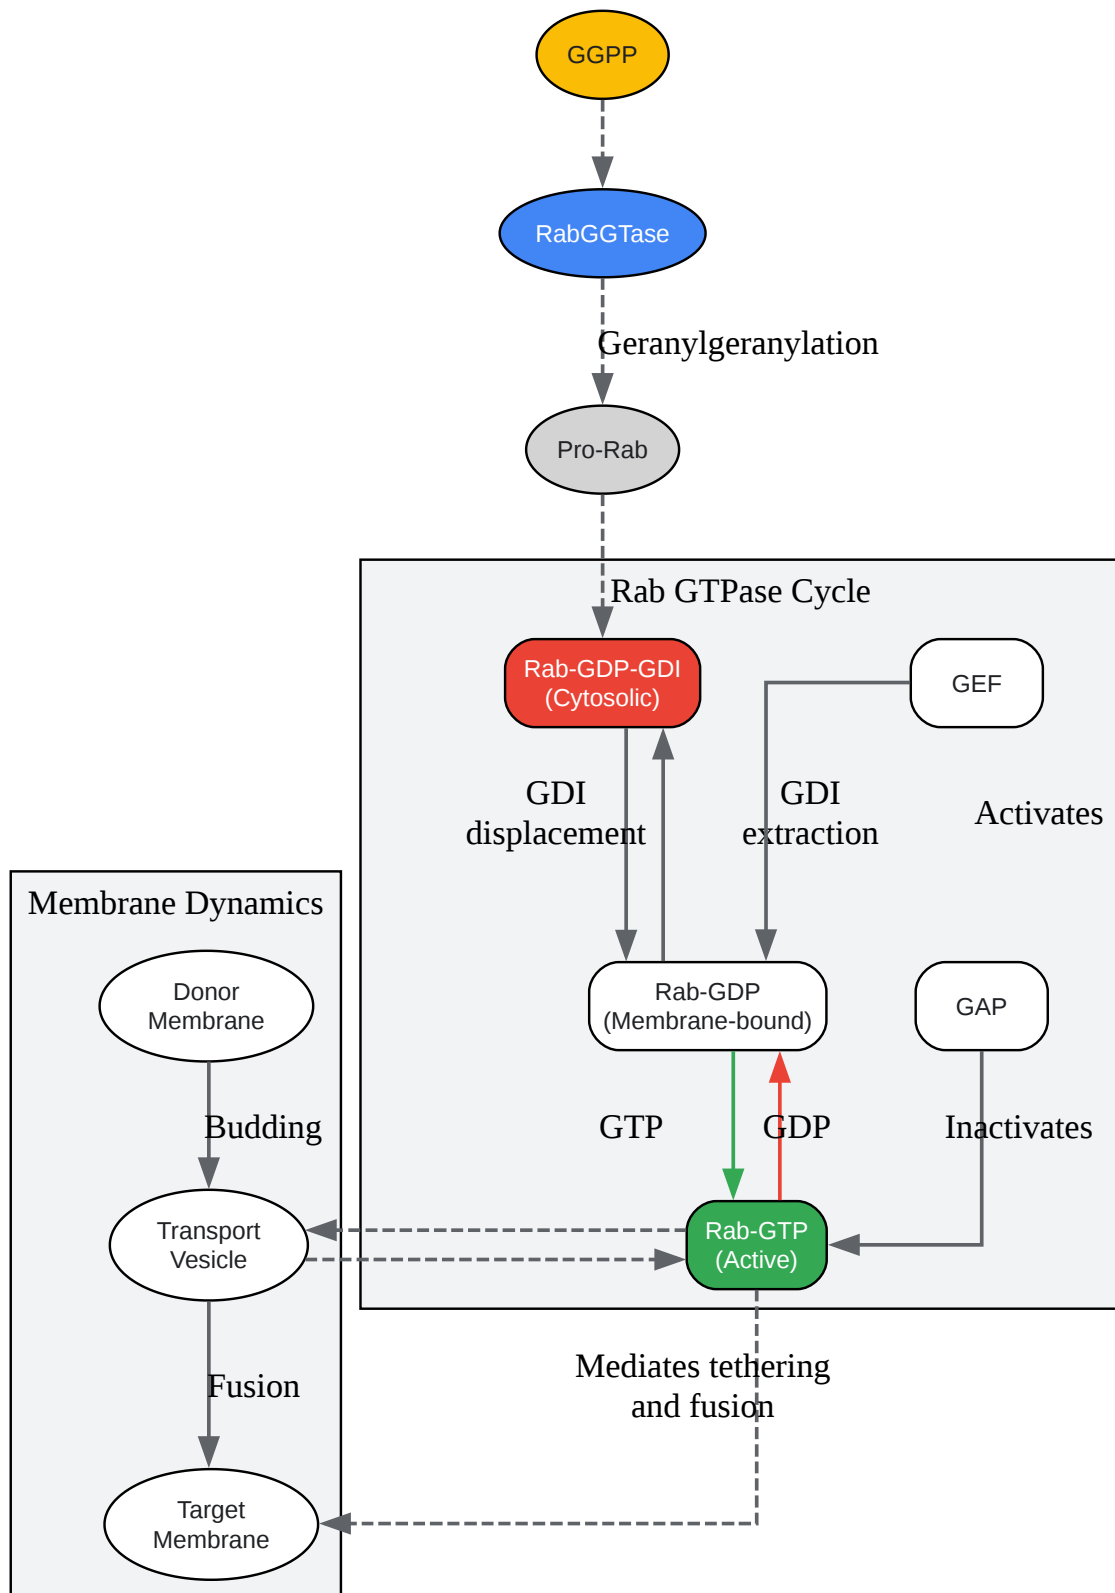 GGPP
RabGGTase
Geranylgeranylation
Pro-Rab
Rab GTPase Cycle
Rab-GDP-GDI
(Cytosolic)
GEF
GDI
displacement
GDI
extraction
Activates
Membrane Dynamics
Donor
Membrane
Rab-GDP
(Membrane-bound)
GAP
Budding
GTP
GDP
Inactivates
Transport
Vesicle
Rab-GTP
(Active)
Fusion
Mediates tethering
and fusion
Target
Membrane